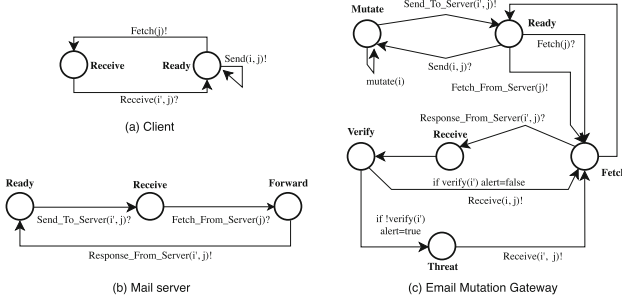 Fetch(j)!
Receive
Ready
Send(i, j)!
Receive(i', j)?
(a) Client
Ready
Receive
Forward
Send_To_Server(i', j)?
Fetch_From_Server(j)?
Response_From_Server(i', j)!
(b) Mail server
Send_To_Server(i', j)!
Mutate
Ready
Fetch(j)?
Send(i, j)?
mutate(i)
Fetch_From_Server(j)!
Response_From_Server(i', j)?
Verify
Receive
Fetch
if verify(i') alert=false
Receive(i, j)!
if !verify(i')
alert=true
Threat
Receive(i', j)!
(c) Email Mutation Gateway